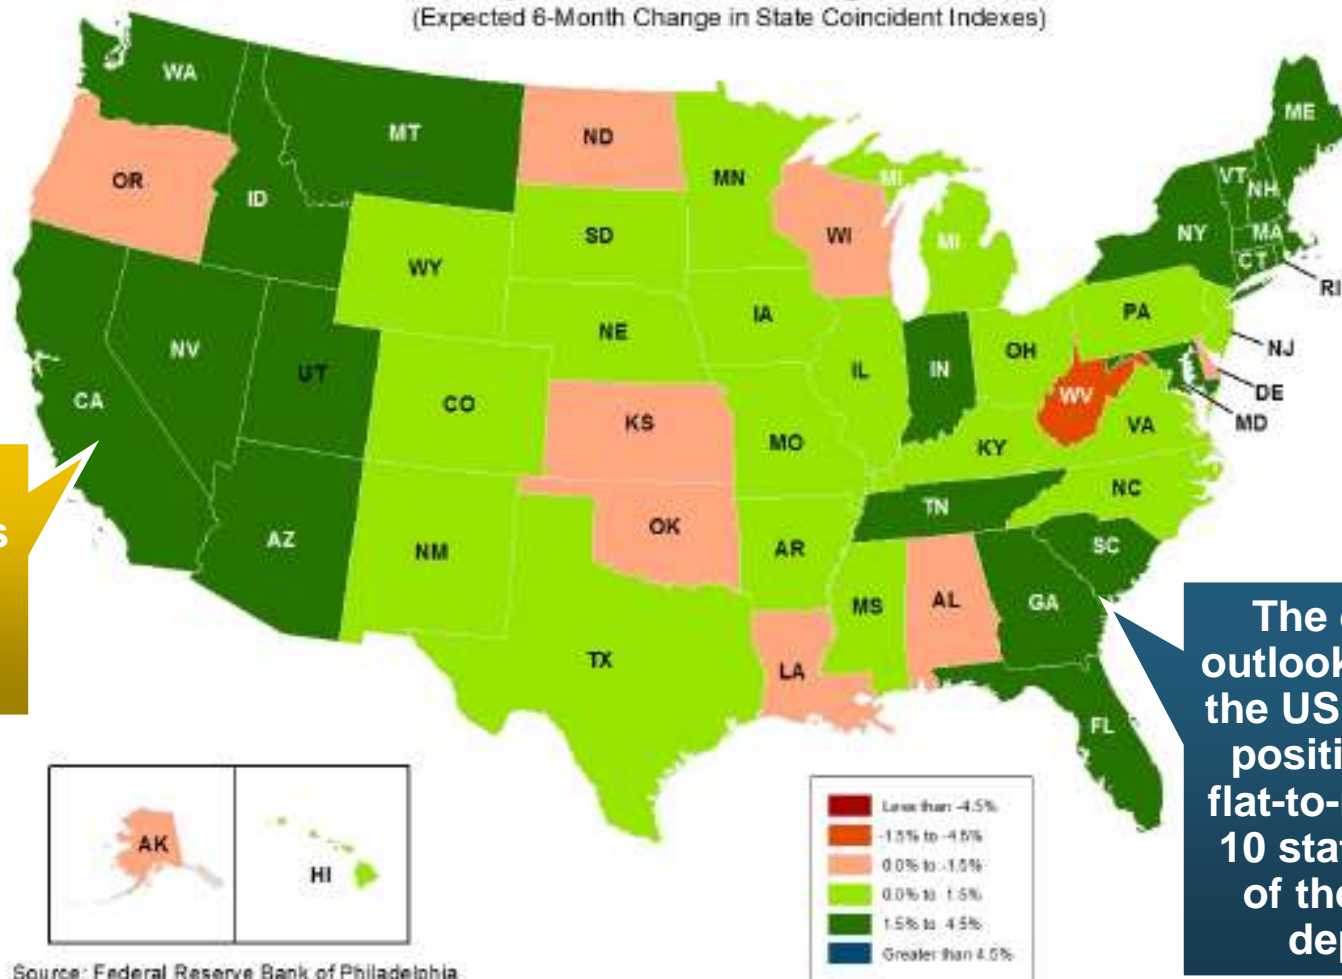 (Expected 6-Month Change in State Coincident Indexes)
WA
MT
ND
MN
ME
OR
ID
SD
WI
MI
MI
VT
NH
NY
MA
CT
RI
WY
IA
PA
NE
NV
UT
IL
IN
OH
NJ
CA
CO
WV
DE
MD
KS
MO
KY
VA
NC
s
AZ
NM
OK
AR
TN
SC
MS
AL
GA
TX
LA
FL
AK
HI
The
outlook
the US
positi
flat-to-
10 stat
of the
dep
Less than -4.5%
-1.5% to -4.5%
0.0% to -1.5%
0.0% to 1.5%
1.5% to 4.5%
Greater than 4.5%
Source: Federal Reserve Bank of Philadelphia